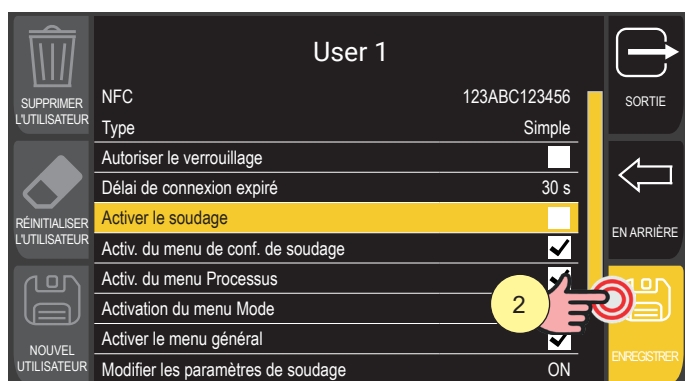 User 1
SUPPRIMER
L'UTILISATEUR
NFC 123ABC123456
Type Simple
Autoriser le verrouillage
Délai de connexion expiré 30 s
Activer le soudage
Activ. du menu de conf. de soudage
Activ. du menu Processus
Activation du menu Mode
Activer le menu général
Modifier les paramètres de soudage ON
RÉINITIALISER
L'UTILISATEUR
NOUVEL
UTILISATEUR
SORTIE
EN ARRIÈRE
2
ENREGISTRER